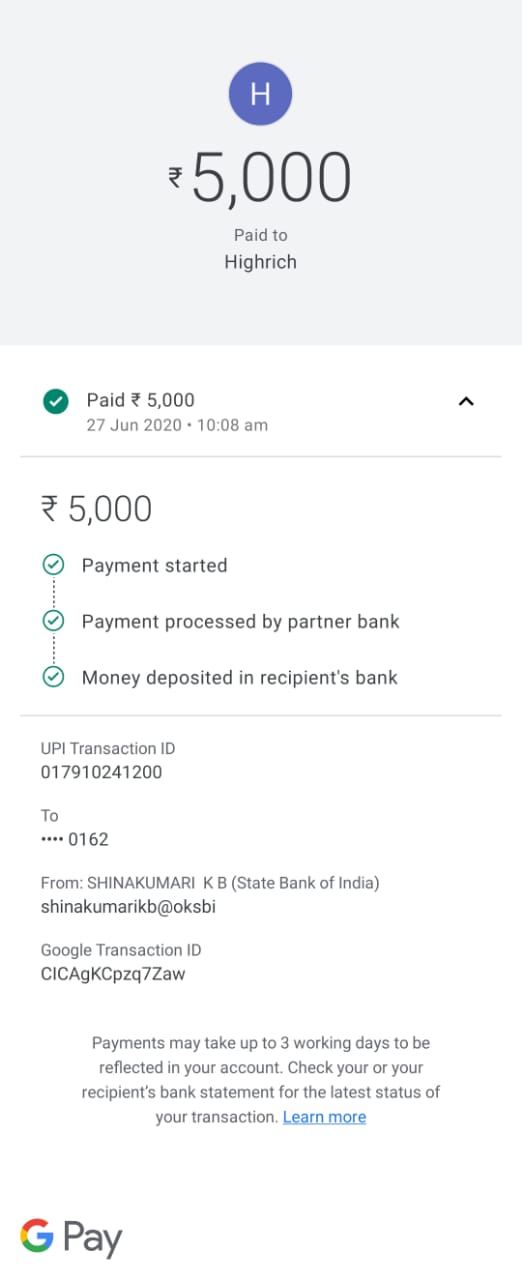 H
₹5,000
Paid to
Highrich
Paid ₹ 5,000
27 Jun 2020 • 10:08 am
₹ 5,000
Payment started
Payment processed by partner bank
Money deposited in recipient's bank
UPI Transaction ID
017910241200
To
•••• 0162
From: SHINAKUMARI  K B (State Bank of India)
shinakumarikb@oksbi
Google Transaction ID
CICAgKCpzq7Zaw
Payments may take up to 3 working days to be
reflected in your account. Check your or your
recipient’s bank statement for the latest status of
your transaction. Learn more
G Pay